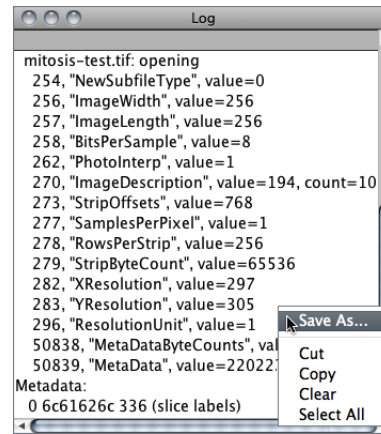 Log
mitosis-test.tif: opening
254, "NewSubfileType", value=0
256, "ImageWidth", value=256
257, "ImageLength", value=256
258, "BitsPerSample", value=8
262, "PhotoInterp", value=1
270, "ImageDescription", value=194, count=10
273, "StripOffsets", value=768
277, "SamplesPerPixel", value=1
278, "RowsPerStrip", value=256
279, "StripByteCount", value=65536
282, "XResolution", value=297
283, "YResolution", value=305
296, "ResolutionUnit", value=1
50838, "MetaDataByteCounts",
50839, "MetaData",
Metadata:
0 6c61626c 336 (slice labels)
Save As...
Cut
Copy
Clear
Select All